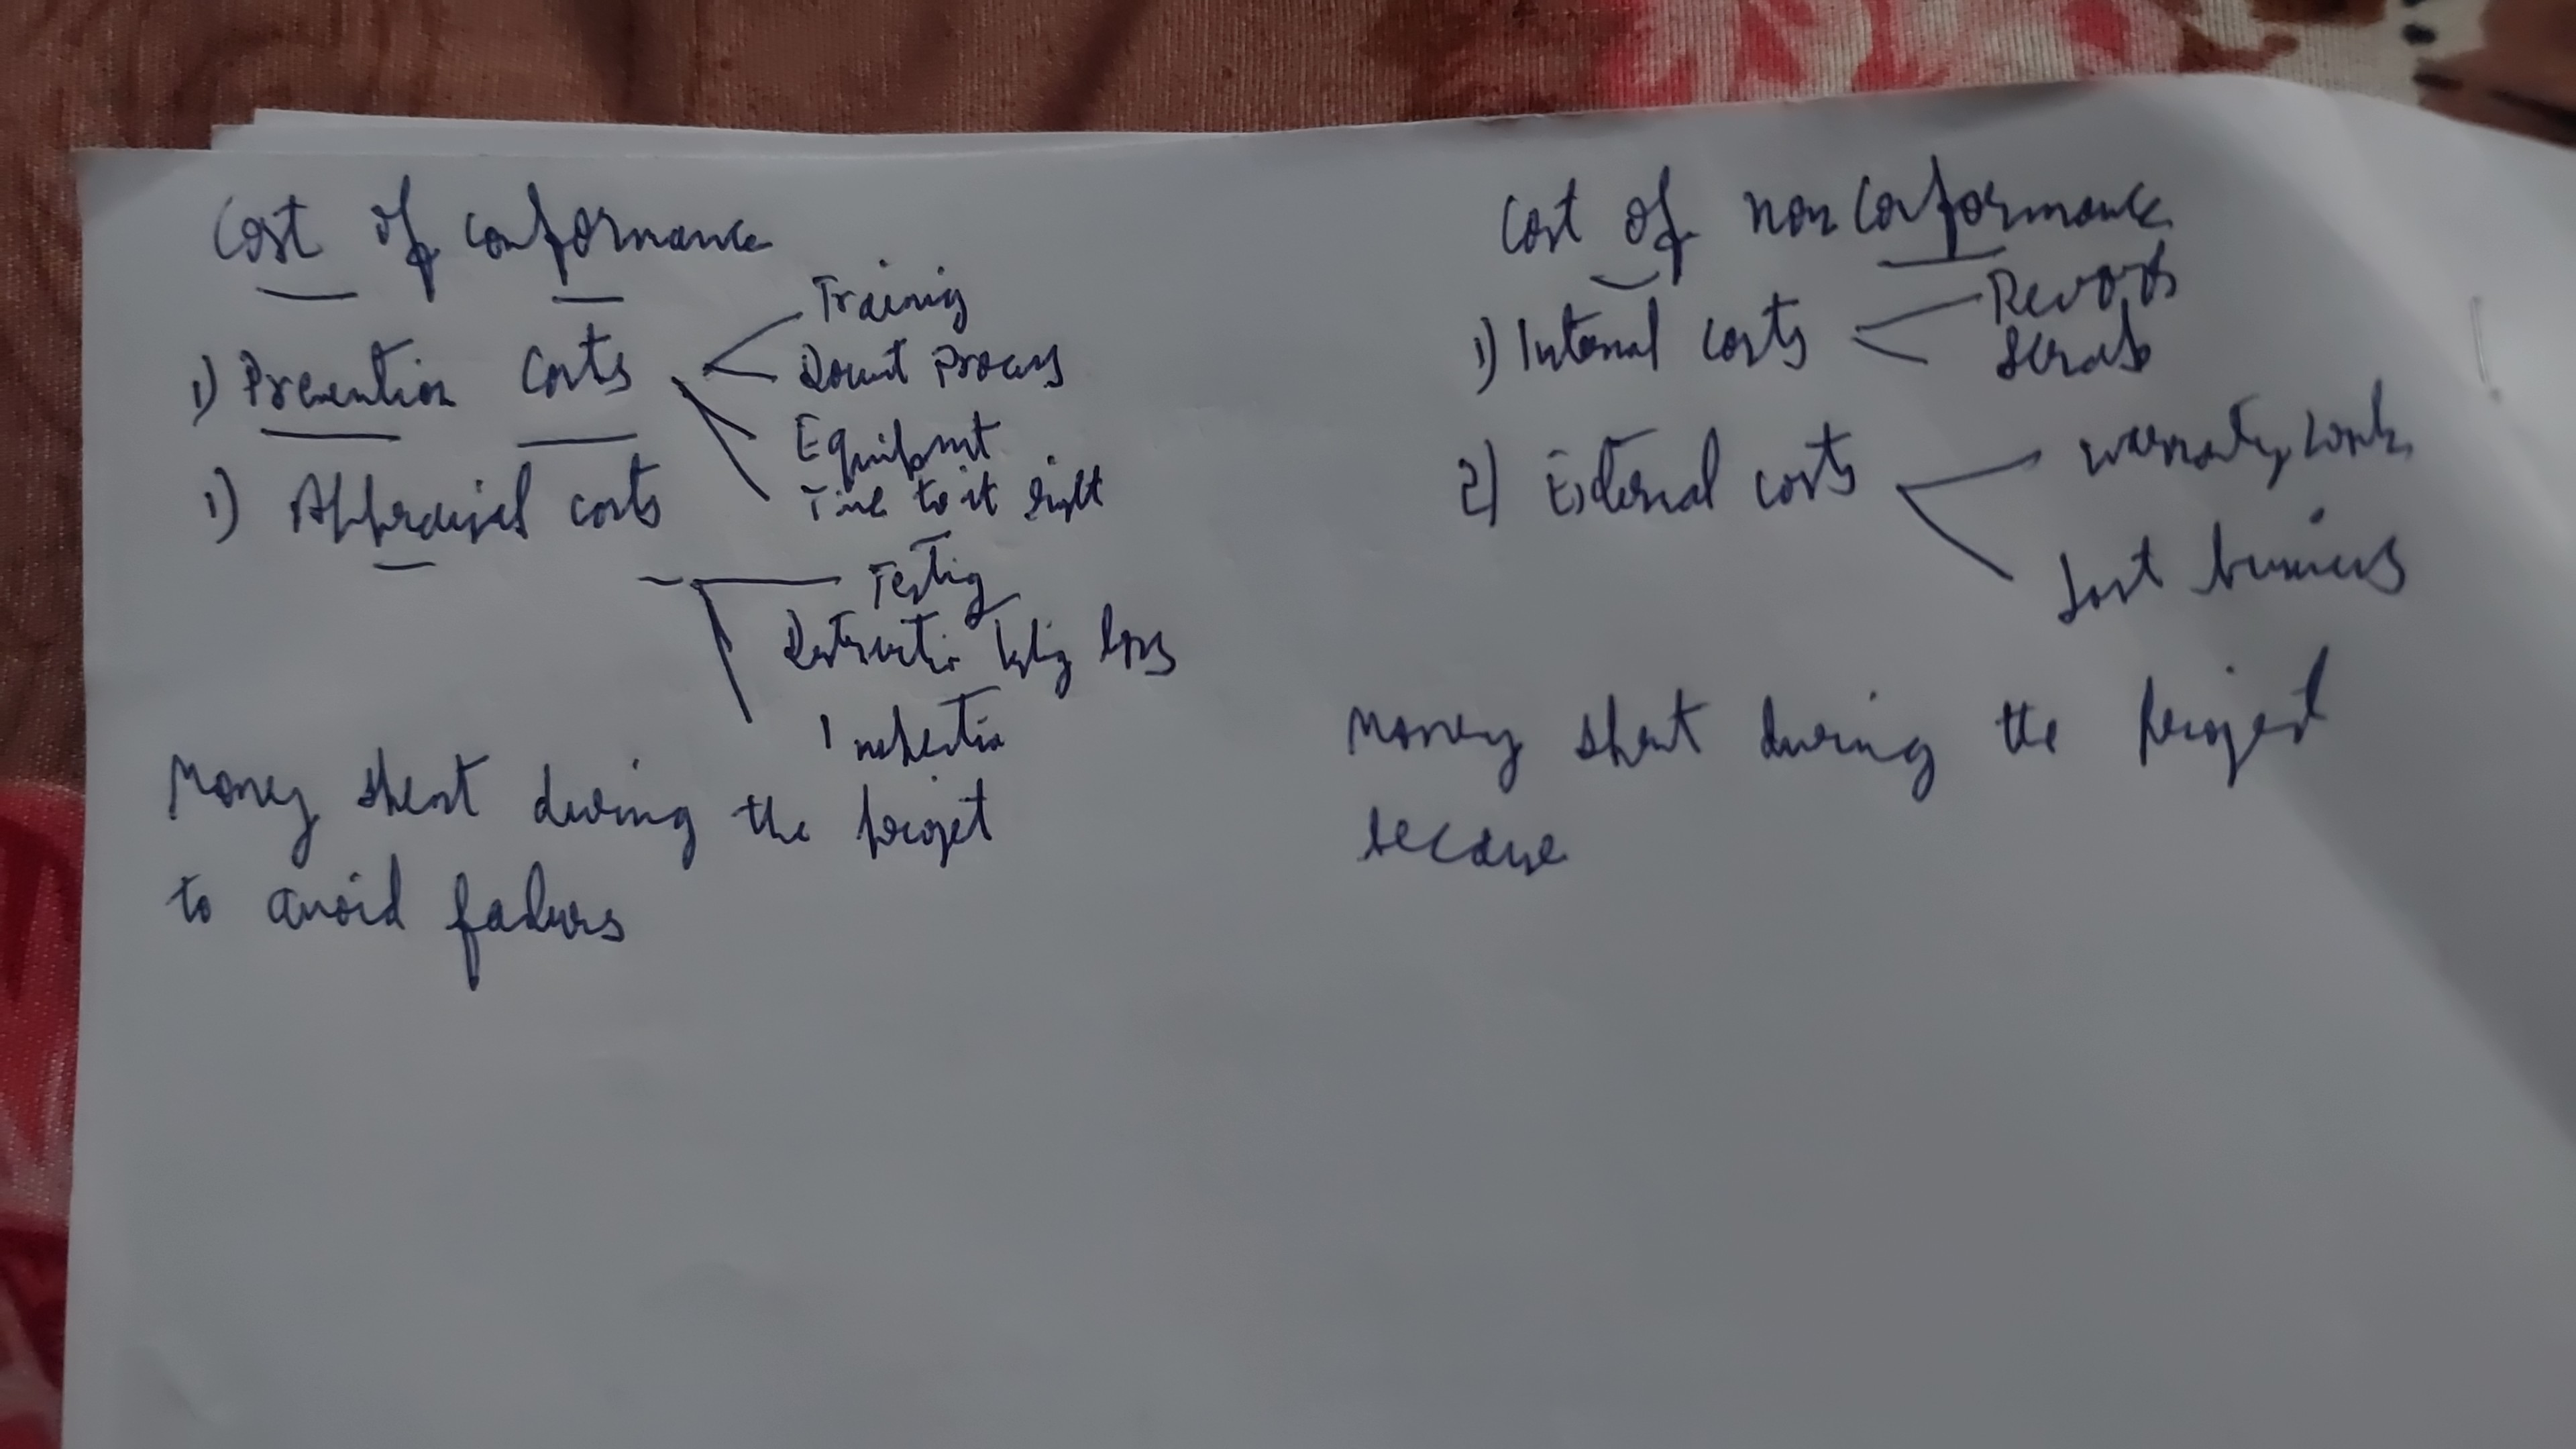 Cost of conformance
1) Prevention costs
Training
Document Process
Equipment
Time to it right
1) Appraisal costs
Testing
Destructive testing loss
Inspection
Money spent during the project
to avoid failures
Cost of non conformance
1) Internal costs
Rework
Scrap
2) External costs
warranty work
Lost business
Money spent during the project
because